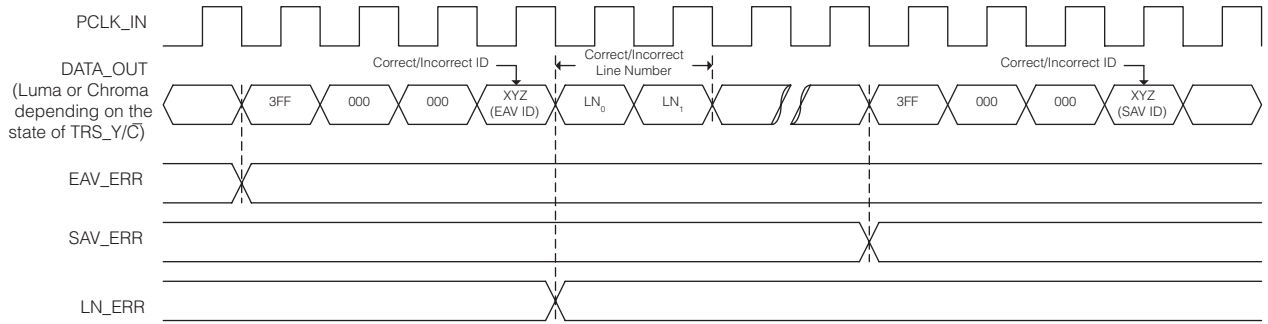 PCLK_IN
DATA_OUT
(Luma or Chroma
depending on the
state of TRS_Y/C̅)
Correct/Incorrect ID
Correct/Incorrect
Line Number
Correct/Incorrect ID
3FF 000 000 XYZ
(EAV ID) LN₀ LN₁ 3FF 000 000 XYZ
(SAV ID)
EAV_ERR
SAV_ERR
LN_ERR